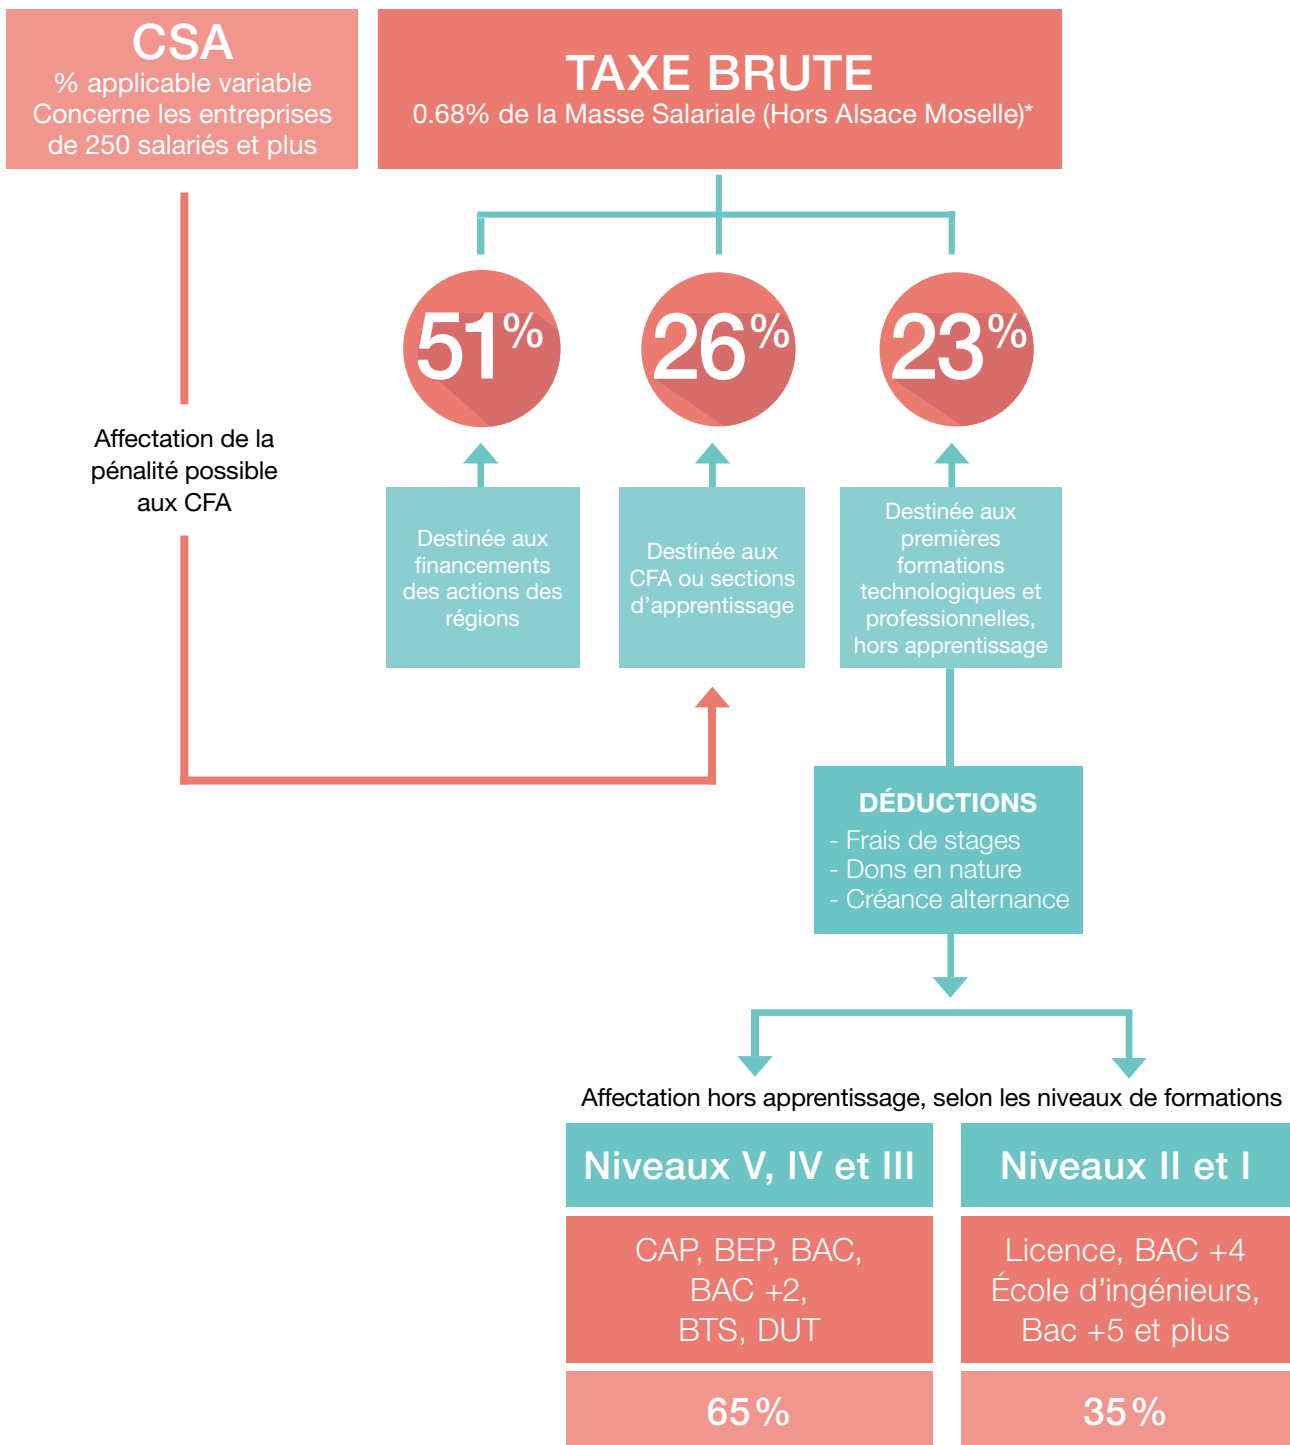 CSA
% applicable variable
Concerne les entreprises
de 250 salariés et plus
TAXE BRUTE
0.68% de la Masse Salariale (Hors Alsace Moselle)*
51%
26%
23%
Affectation de la
pénalité possible
aux CFA
Destinée aux
financements
des actions des
régions
Destinée aux
CFA ou sections
d'apprentissage
Destinée aux
premières
formations
technologiques et
professionnelles,
hors apprentissage
DÉDUCTIONS
- Frais de stages
- Dons en nature
- Créance alternance
Affectation hors apprentissage, selon les niveaux de formations
Niveaux V, IV et III
CAP, BEP, BAC,
BAC +2,
BTS, DUT
65 %
Niveaux II et I
Licence, BAC +4
École d'ingénieurs,
Bac +5 et plus
35 %